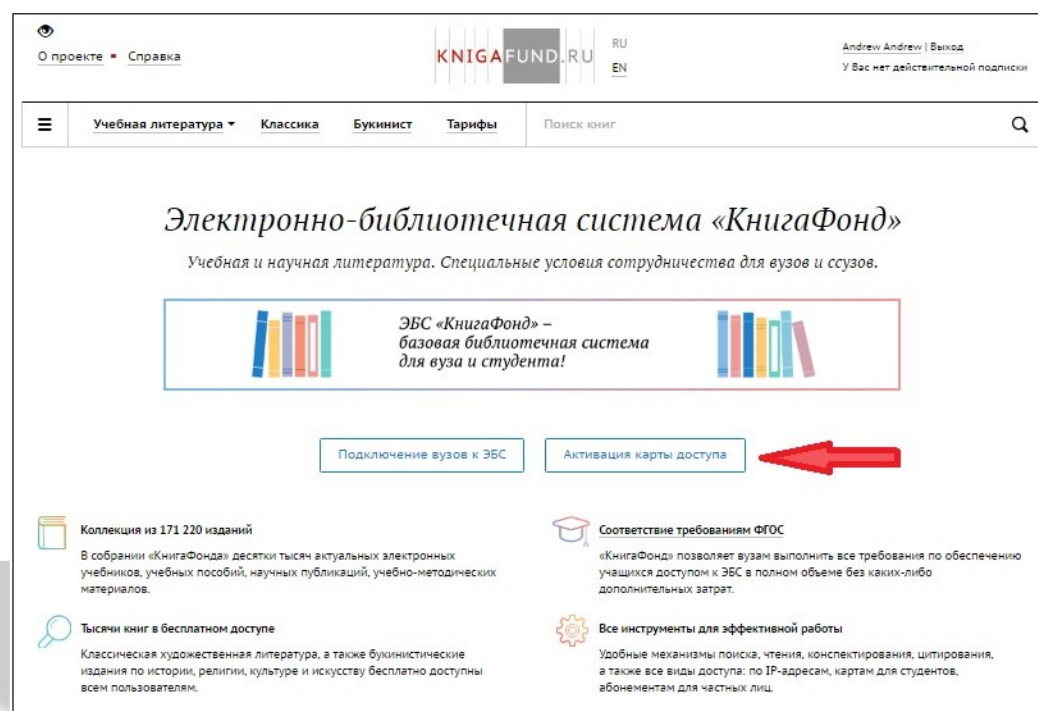 О проекте ▪ Справка
KNIGAFUND.RU
RU
EN
Andrew Andrew | Выход
У Вас нет действительной подписки
Учебная литература Классика Букинист Тарифы Поиск книг
Электронно-библиотечная система «КнигаФонд»
Учебная и научная литература. Специальные условия сотрудничества для вузов и ссузов.
ЭБС «КнигаФонд» –
базовая библиотечная система
для вуза и студента!
Подключение вузов к ЭБС
Активация карты доступа
Коллекция из 171 220 изданий
В собрании «КнигаФонда» десятки тысяч актуальных электронных
учебников, учебных пособий, научных публикаций, учебно-методических
материалов.
Соответствие требованиям ФГОС
«КнигаФонд» позволяет вузам выполнить все требования по обеспечению
учащихся доступом к ЭБС в полном объеме без каких-либо
дополнительных затрат.
Тысячи книг в бесплатном доступе
Классическая художественная литература, а также букинистические
издания по истории, религии, культуре и искусству бесплатно доступны
всем пользователям.
Все инструменты для эффективной работы
Удобные механизмы поиска, чтения, конспектирования, цитирования,
а также все виды доступа: по IP-адресам, картам для студентов,
абонементам для частных лиц.